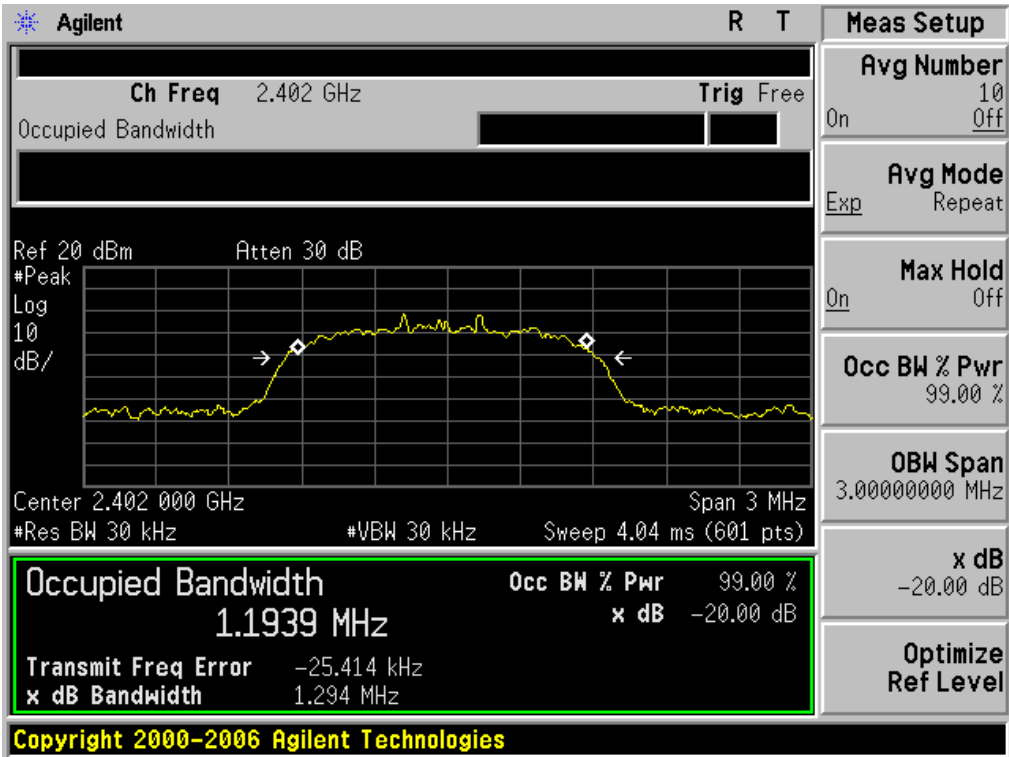 Agilent R T
Ch Freq 2.402 GHz Trig Free
Occupied Bandwidth
Ref 20 dBm Atten 30 dB
#Peak
Log
10
dB/
Center 2.402 000 GHz Span 3 MHz
#Res BW 30 kHz #VBW 30 kHz Sweep 4.04 ms (601 pts)
Occupied Bandwidth Occ BW % Pwr 99.00 %
1.1939 MHz x dB -20.00 dB
Transmit Freq Error -25.414 kHz
x dB Bandwidth 1.294 MHz
Copyright 2000-2006 Agilent Technologies
Meas Setup
Avg Number
10
On Off
Avg Mode
Exp Repeat
Max Hold
On Off
Occ BW % Pwr
99.00 %
OBW Span
3.00000000 MHz
x dB
-20.00 dB
Optimize
Ref Level